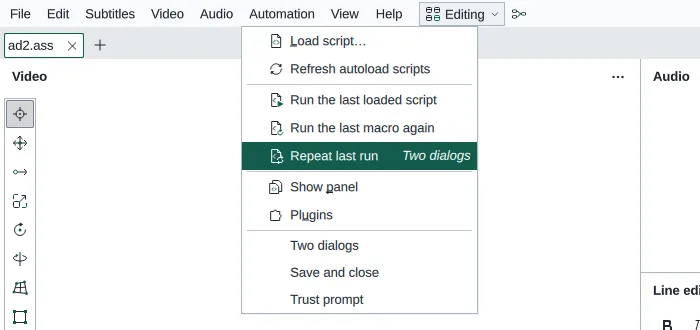 File Edit Subtitles Video Audio Automation View Help Editing
ad2.ass
Video
Audio
Load script…
Refresh autoload scripts
Run the last loaded script
Run the last macro again
Repeat last run Two dialogs
Show panel
Plugins
Two dialogs
Save and close
Trust prompt
Line edi
B